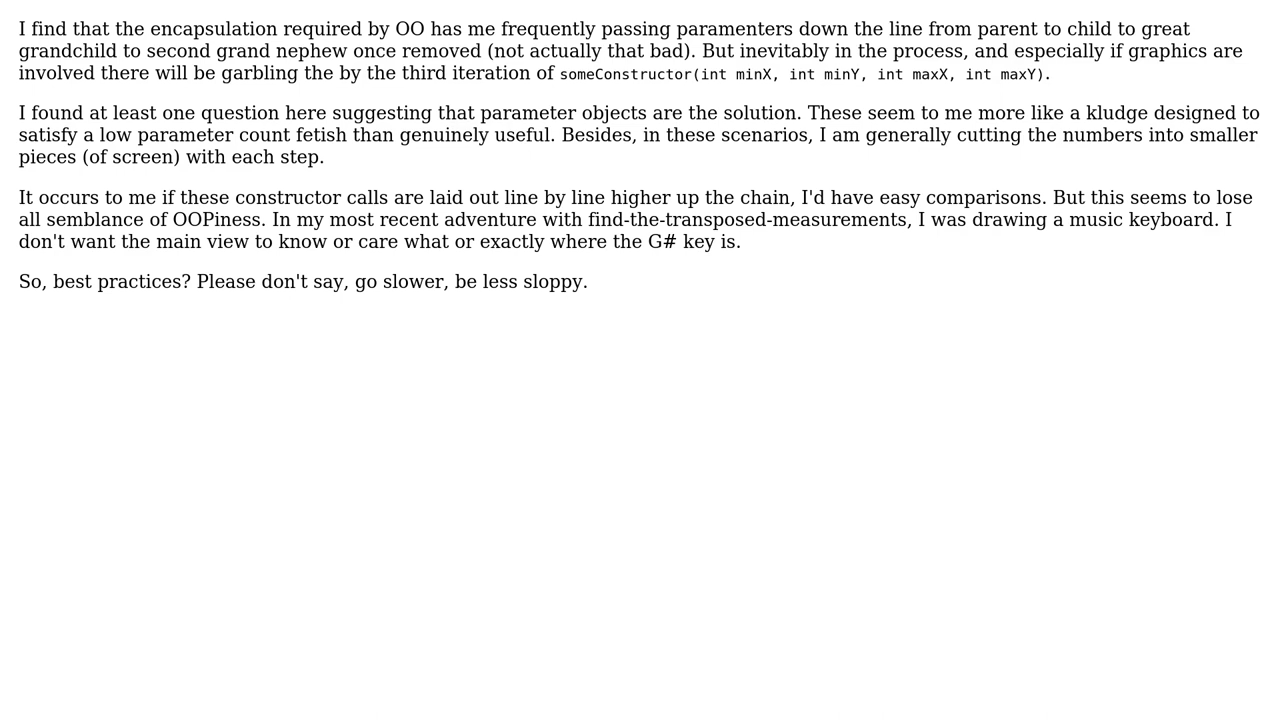 I find that the encapsulation required by OO has me frequently passing paramenters down the line from parent to child to great
grandchild to second grand nephew once removed (not actually that bad). But inevitably in the process, and especially if graphics are
involved there will be garbling the by the third iteration of someConstructor(int minX, int minY, int maxX, int maxY).
I found at least one question here suggesting that parameter objects are the solution. These seem to me more like a kludge designed to
satisfy a low parameter count fetish than genuinely useful. Besides, in these scenarios, I am generally cutting the numbers into smaller
pieces (of screen) with each step.
It occurs to me if these constructor calls are laid out line by line higher up the chain, I'd have easy comparisons. But this seems to lose
all semblance of OOPiness. In my most recent adventure with find-the-transposed-measurements, I was drawing a music keyboard. I
don't want the main view to know or care what or exactly where the G# key is.
So, best practices? Please don't say, go slower, be less sloppy.